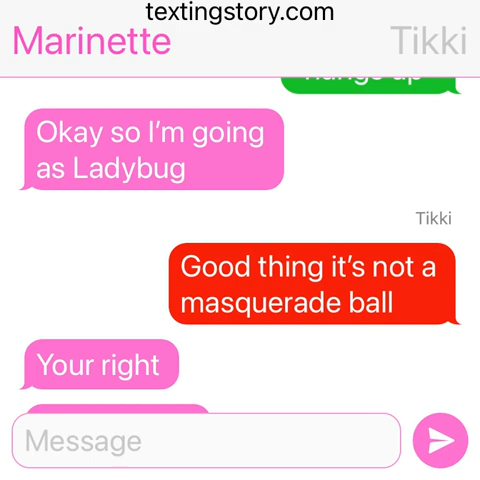 textingstory.com
Marinette
Tikki
Okay so I’m going
as Ladybug
Tikki
Good thing it’s not a
masquerade ball
Your right
Message